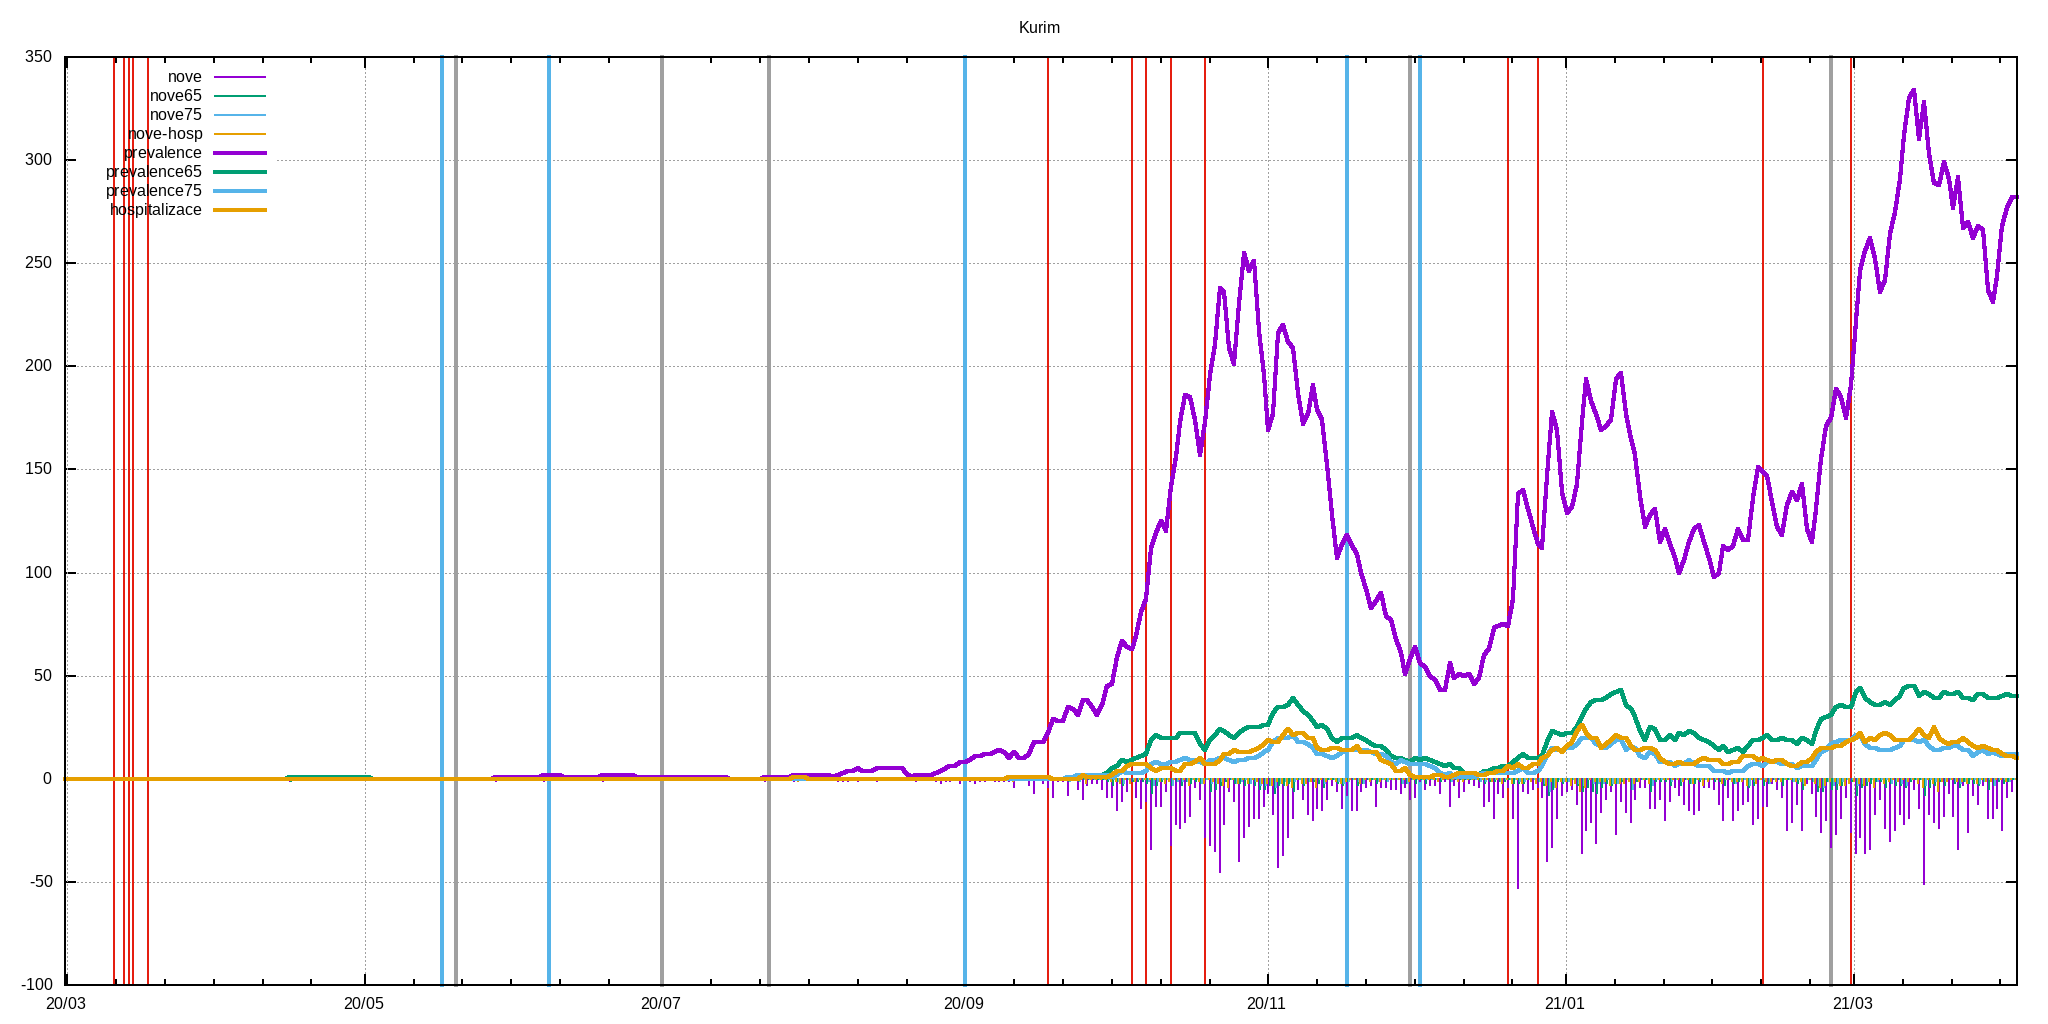 Kurim
350
300
250
200
150
100
50
0
-50
-100
nove
nove65
nove75
nove-hosp
prevalence
prevalence65
prevalence75
hospitalizace
20/03
20/05
20/07
20/09
20/11
21/01
21/03